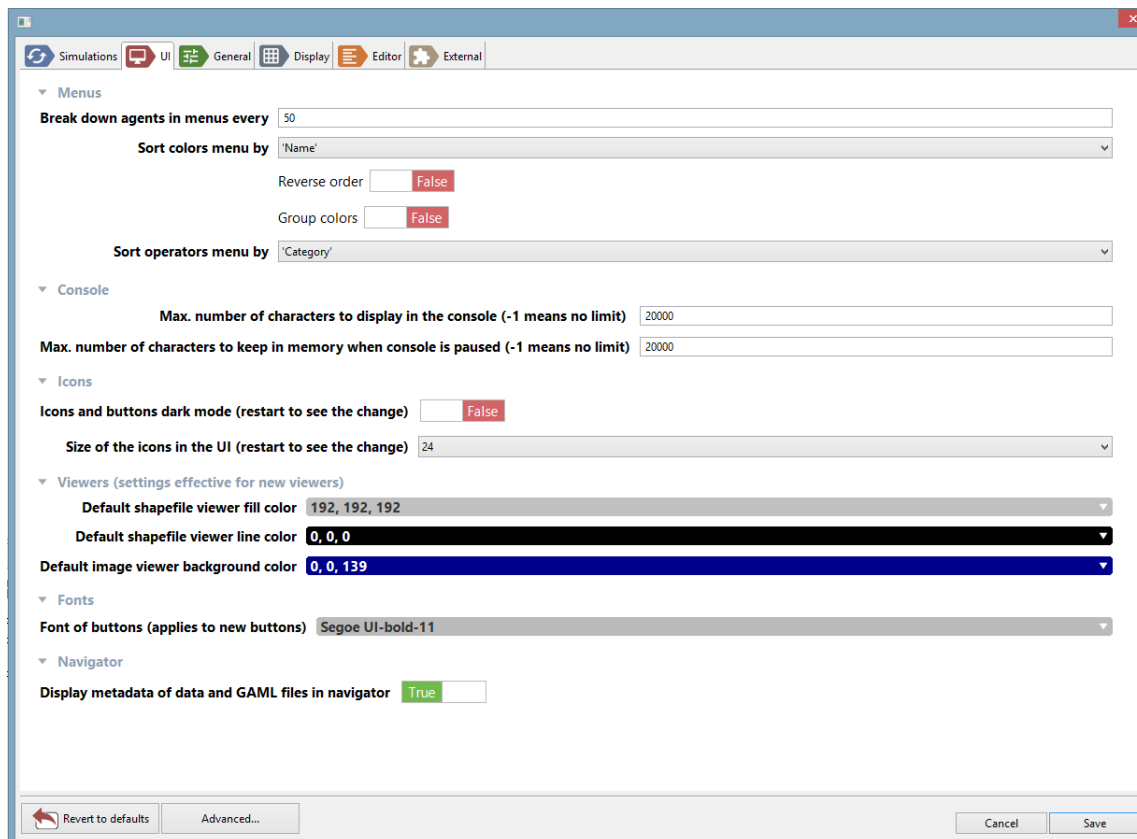 Simulations UI General Display Editor External
Menus
Break down agents in menus every 50
Sort colors menu by 'Name'
Reverse order False
Group colors False
Sort operators menu by 'Category'
Console
Max. number of characters to display in the console (-1 means no limit) 20000
Max. number of characters to keep in memory when console is paused (-1 means no limit) 20000
Icons
Icons and buttons dark mode (restart to see the change) False
Size of the icons in the UI (restart to see the change) 24
Viewers (settings effective for new viewers)
Default shapefile viewer fill color 192, 192, 192
Default shapefile viewer line color 0, 0, 0
Default image viewer background color 0, 0, 139
Fonts
Font of buttons (applies to new buttons) Segoe UI-bold-11
Navigator
Display metadata of data and GAML files in navigator True
Revert to defaults Advanced... Cancel Save